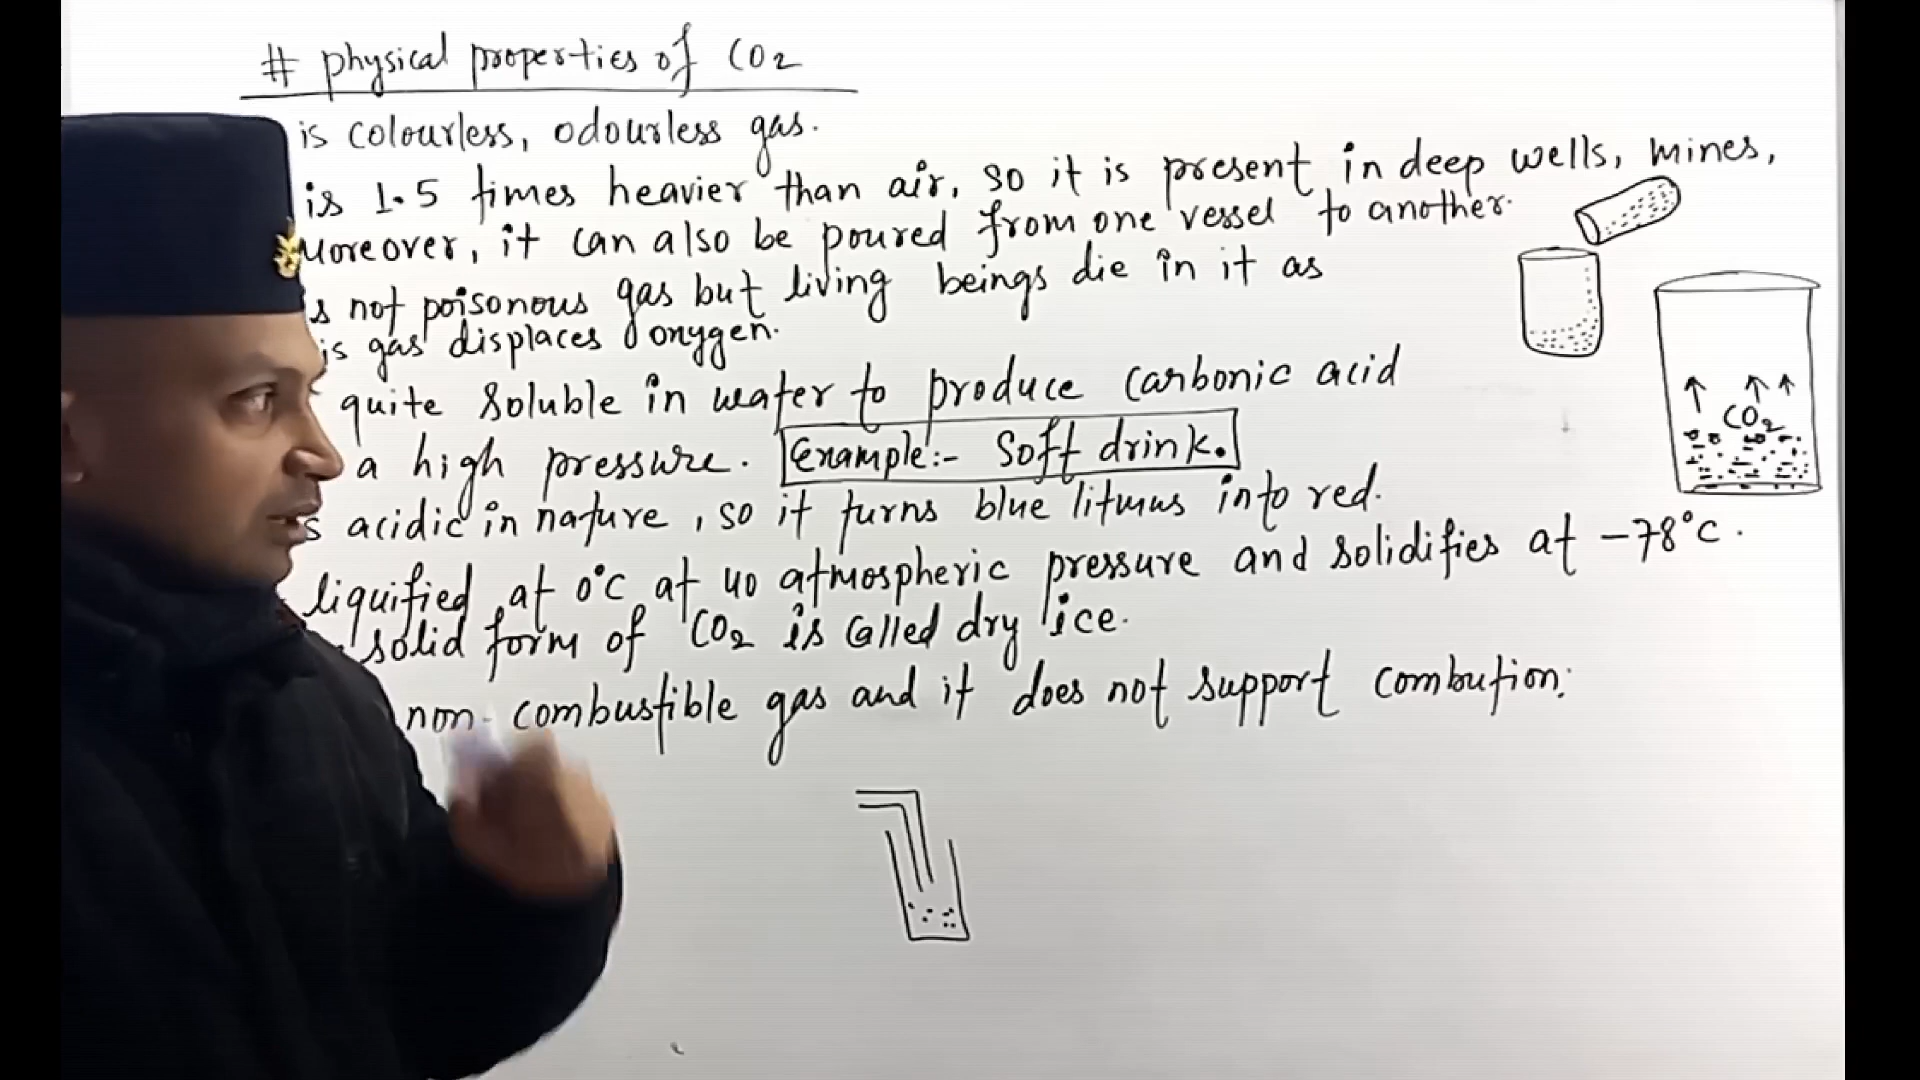 # physical properties of CO2
is colourless, odourless gas.
is 1.5 times heavier than air, so it is present in deep wells, mines,
Moreover, it can also be poured from one vessel to another.
s not poisonous gas but living beings die in it as
is gas displaces oxygen.
quite soluble in water to produce carbonic acid
a high pressure. Example:- Soft drink.
s acidic in nature, so it turns blue litmus into red.
liquified at 0°C at 40 atmospheric pressure and solidifies at -78°C.
solid form of CO2 is called dry ice.
non-combustible gas and it does not support combution.
CO2